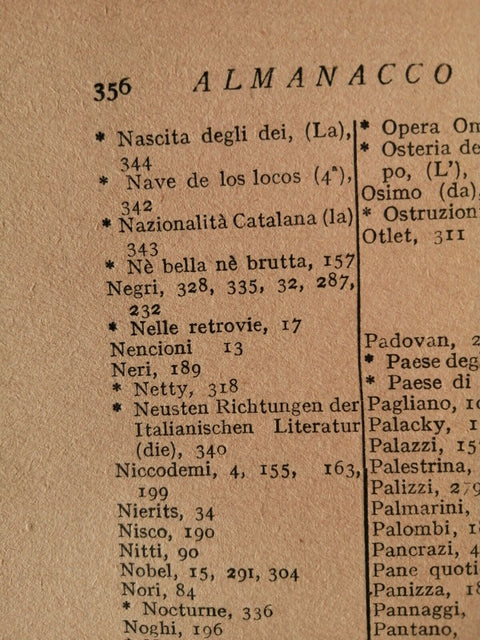 356 ALMANACCO
* Nascita degli dei, (La),
344
* Nave de los locos (4ª),
342
* Nazionalità Catalana (la)
343
* Nè bella nè brutta, 157
Negri, 328, 335, 32, 287,
232
* Nelle retrovie, 17
Nencioni 13
Neri, 189
* Netty, 318
* Neusten Richtungen der
Italianischen Literatur
(die), 340
Niccodemi, 4, 155, 163,
199
Nierits, 34
Nisco, 190
Nitti, 90
Nobel, 15, 291, 304
Nori, 84
* Nocturne, 336
Noghi, 196
* Opera
* Osteria
po, (L'),
Osimo (da),
* Ostruzion
Otlet, 311
Padovan,
* Paese
* Paese di
Pagliano,
Palacky,
Palazzi,
Palestrina,
Palizzi, 279
Palmarini,
Palombi,
Pancrazi,
Pane quoti
Panizza,
Pannaggi,
Pantano,